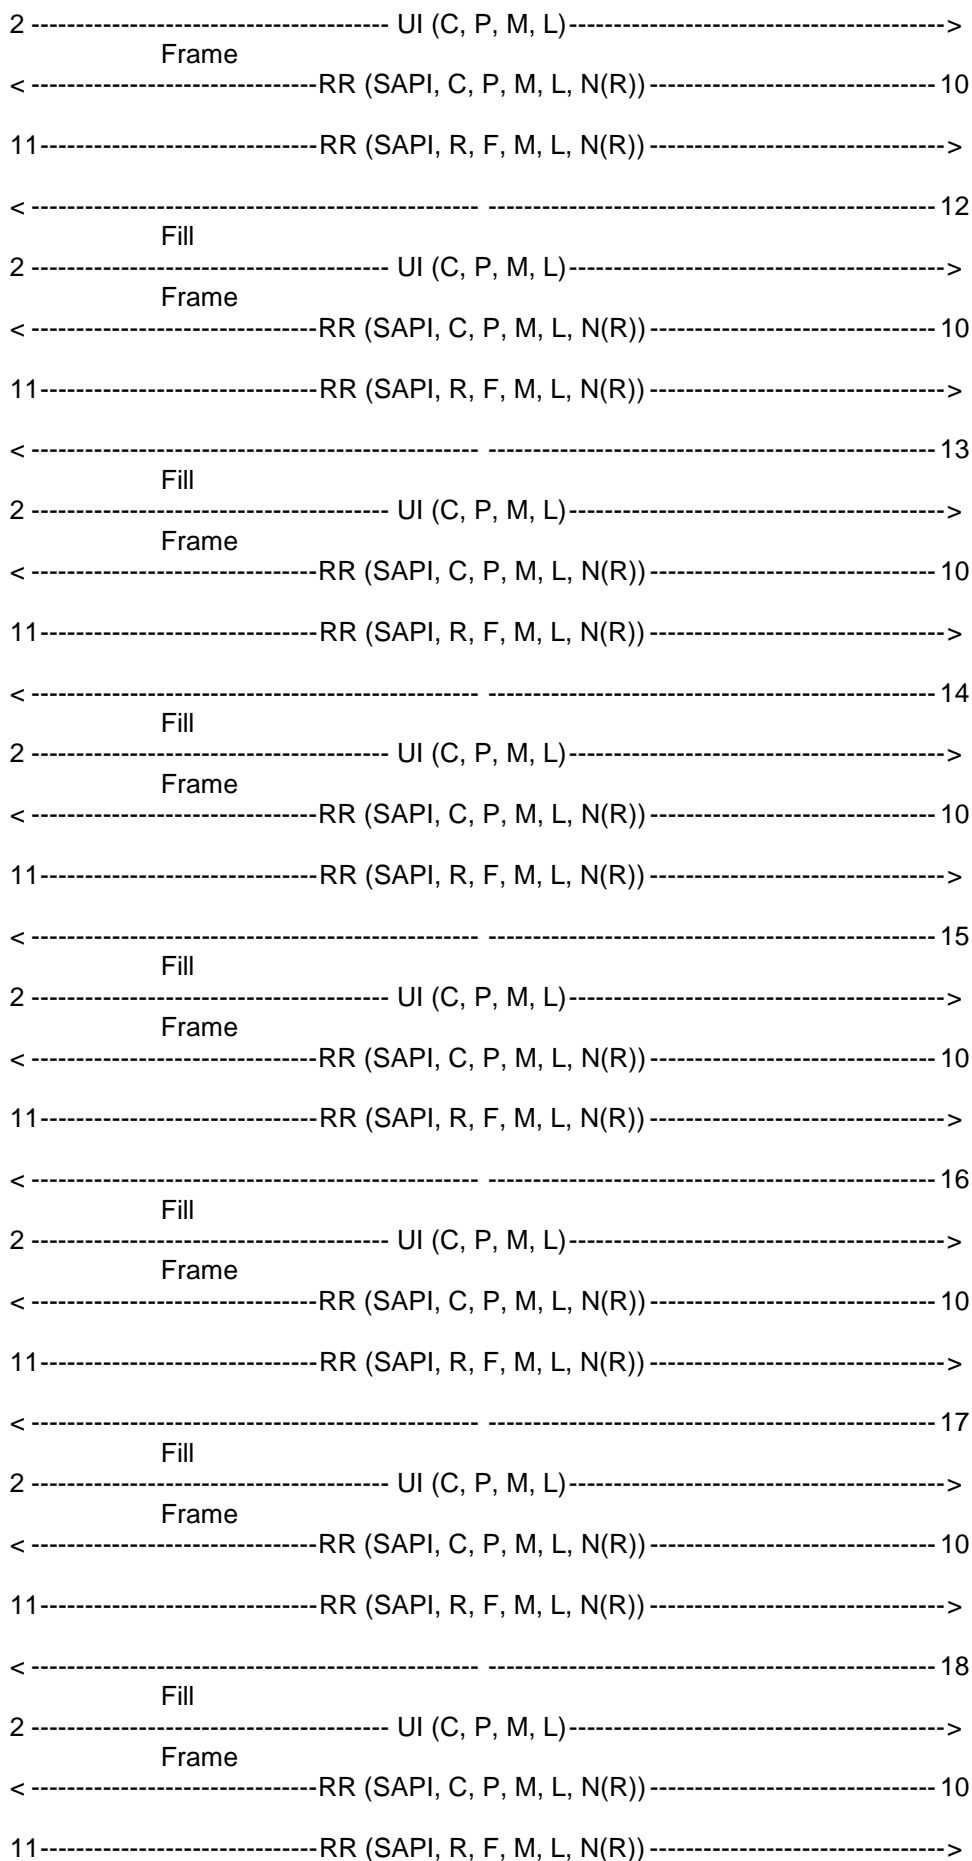 2 ---------------------------------------- UI (C, P, M, L)------------------------------------------>
Frame
< --------------------------------RR (SAPI, C, P, M, L, N(R)) -------------------------------- 10
11-------------------------------RR (SAPI, R, F, M, L, N(R)) --------------------------------->
< -------------------------------------------------- -------------------------------------------------- 12
Fill
2 ---------------------------------------- UI (C, P, M, L)------------------------------------------>
Frame
< --------------------------------RR (SAPI, C, P, M, L, N(R)) -------------------------------- 10
11-------------------------------RR (SAPI, R, F, M, L, N(R)) --------------------------------->
< -------------------------------------------------- -------------------------------------------------- 13
Fill
2 ---------------------------------------- UI (C, P, M, L)------------------------------------------>
Frame
< --------------------------------RR (SAPI, C, P, M, L, N(R)) -------------------------------- 10
11-------------------------------RR (SAPI, R, F, M, L, N(R)) --------------------------------->
< -------------------------------------------------- -------------------------------------------------- 14
Fill
2 ---------------------------------------- UI (C, P, M, L)------------------------------------------>
Frame
< --------------------------------RR (SAPI, C, P, M, L, N(R)) -------------------------------- 10
11-------------------------------RR (SAPI, R, F, M, L, N(R)) --------------------------------->
< -------------------------------------------------- -------------------------------------------------- 15
Fill
2 ---------------------------------------- UI (C, P, M, L)------------------------------------------>
Frame
< --------------------------------RR (SAPI, C, P, M, L, N(R)) -------------------------------- 10
11-------------------------------RR (SAPI, R, F, M, L, N(R)) --------------------------------->
< -------------------------------------------------- -------------------------------------------------- 16
Fill
2 ---------------------------------------- UI (C, P, M, L)------------------------------------------>
Frame
< --------------------------------RR (SAPI, C, P, M, L, N(R)) -------------------------------- 10
11-------------------------------RR (SAPI, R, F, M, L, N(R)) --------------------------------->
< -------------------------------------------------- -------------------------------------------------- 17
Fill
2 ---------------------------------------- UI (C, P, M, L)------------------------------------------>
Frame
< --------------------------------RR (SAPI, C, P, M, L, N(R)) -------------------------------- 10
11-------------------------------RR (SAPI, R, F, M, L, N(R)) --------------------------------->
< -------------------------------------------------- -------------------------------------------------- 18
Fill
2 ---------------------------------------- UI (C, P, M, L)------------------------------------------>
Frame
< --------------------------------RR (SAPI, C, P, M, L, N(R)) -------------------------------- 10
11-------------------------------RR (SAPI, R, F, M, L, N(R)) --------------------------------->